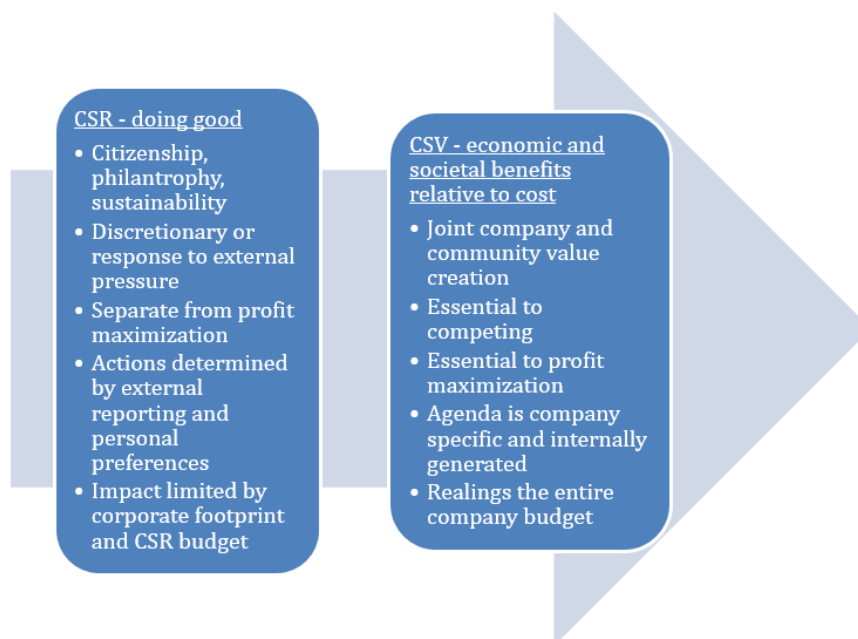 CSR - doing good
• Citizenship,
philantrophy,
sustainability
• Discretionary or
response to external
pressure
• Separate from profit
maximization
• Actions determined
by external
reporting and
personal
preferences
• Impact limited by
corporate footprint
and CSR budget
CSV - economic and
societal benefits
relative to cost
• Joint company and
community value
creation
• Essential to
competing
• Essential to profit
maximization
• Agenda is company
specific and internally
generated
• Realings the entire
company budget